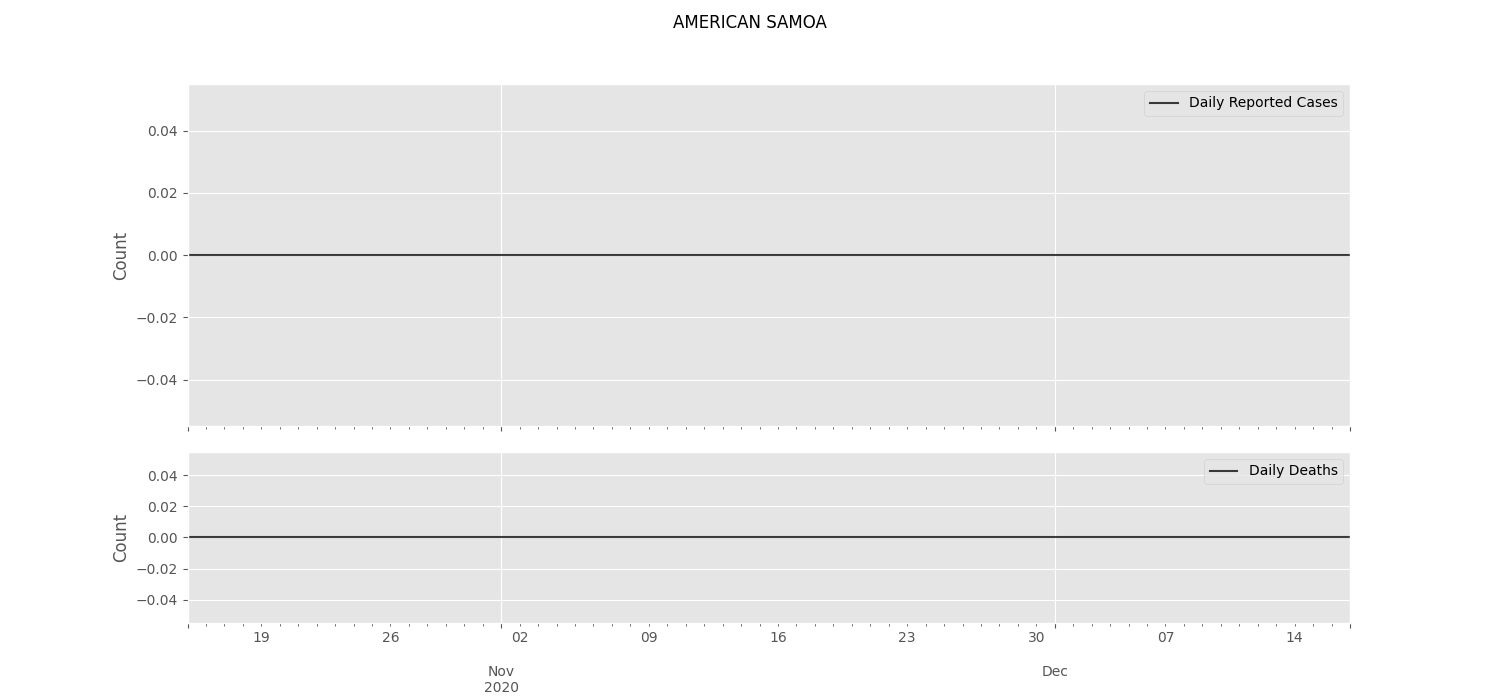 AMERICAN SAMOA
Daily Reported Cases
Count
0.04
0.02
0.00
−0.02
−0.04
Daily Deaths
Count
0.04
0.02
0.00
−0.02
−0.04
19 26 02 09 16 23 30 07 14
Nov Dec
2020